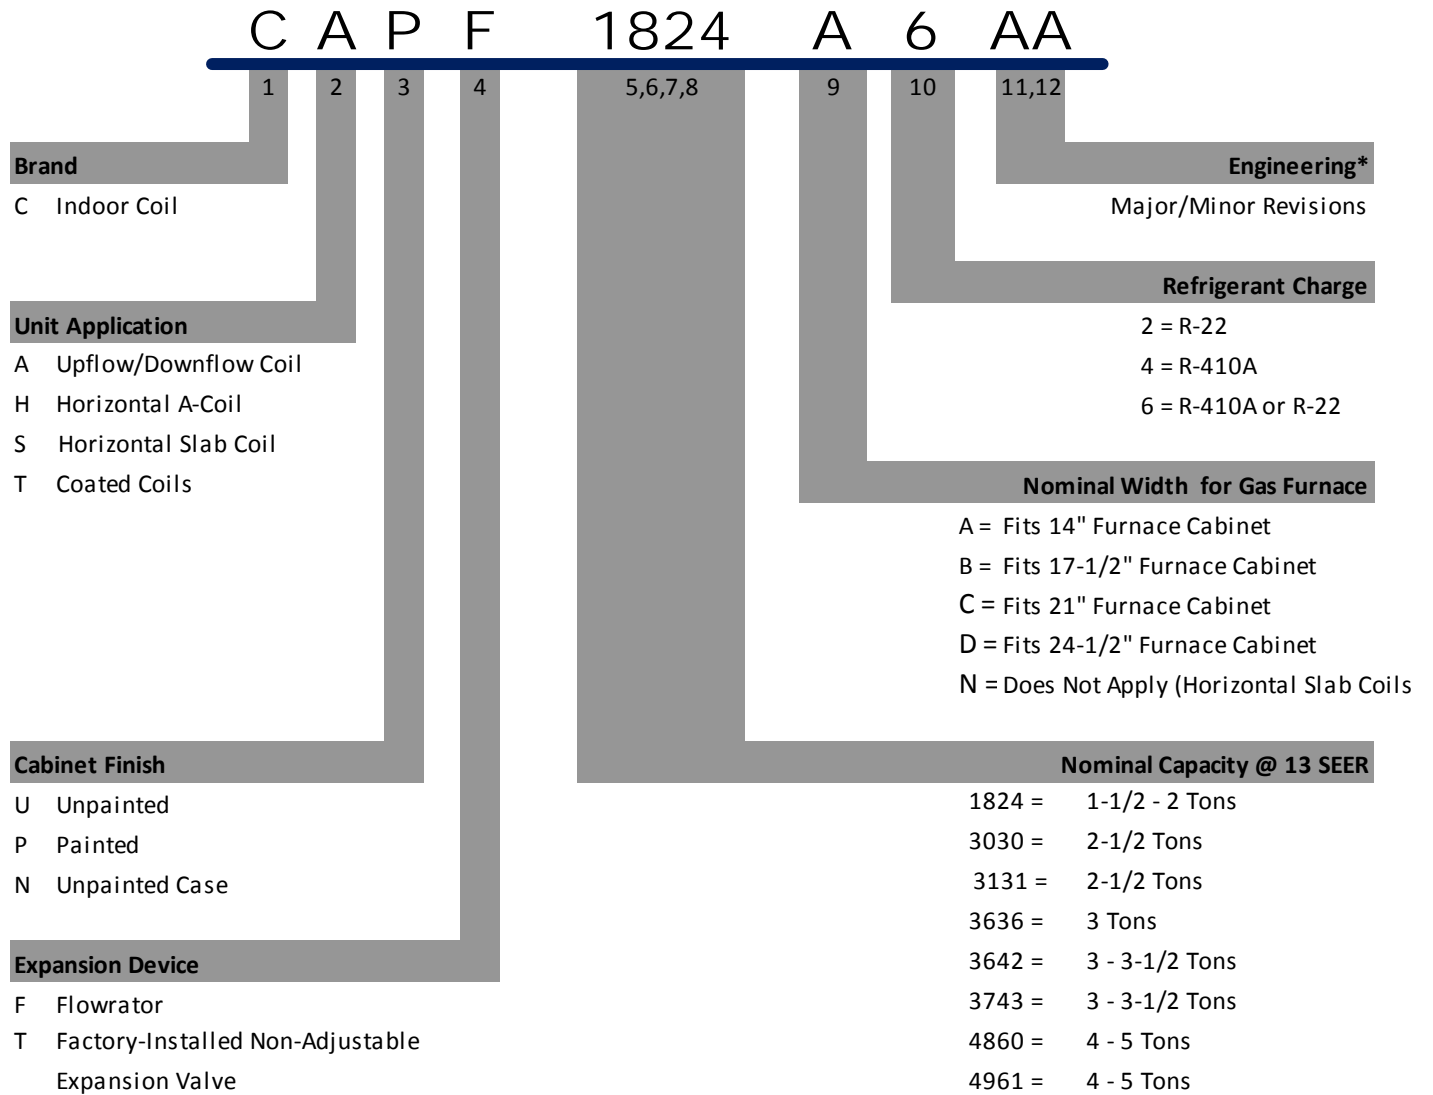 C A P F 1824 A 6 AA
1 2 3 4 5,6,7,8 9 10 11,12
Brand
C Indoor Coil
Unit Application
A Upflow/Downflow Coil
H Horizontal A-Coil
S Horizontal Slab Coil
T Coated Coils
Cabinet Finish
U Unpainted
P Painted
N Unpainted Case
Expansion Device
F Flowrator
T Factory-Installed Non-Adjustable
Expansion Valve
Engineering*
Major/Minor Revisions
Refrigerant Charge
2 = R-22
4 = R-410A
6 = R-410A or R-22
Nominal Width for Gas Furnace
A = Fits 14" Furnace Cabinet
B = Fits 17-1/2" Furnace Cabinet
C = Fits 21" Furnace Cabinet
D = Fits 24-1/2" Furnace Cabinet
N = Does Not Apply (Horizontal Slab Coils
Nominal Capacity @ 13 SEER
1824 = 1-1/2 - 2 Tons
3030 = 2-1/2 Tons
3131 = 2-1/2 Tons
3636 = 3 Tons
3642 = 3 - 3-1/2 Tons
3743 = 3 - 3-1/2 Tons
4860 = 4 - 5 Tons
4961 = 4 - 5 Tons